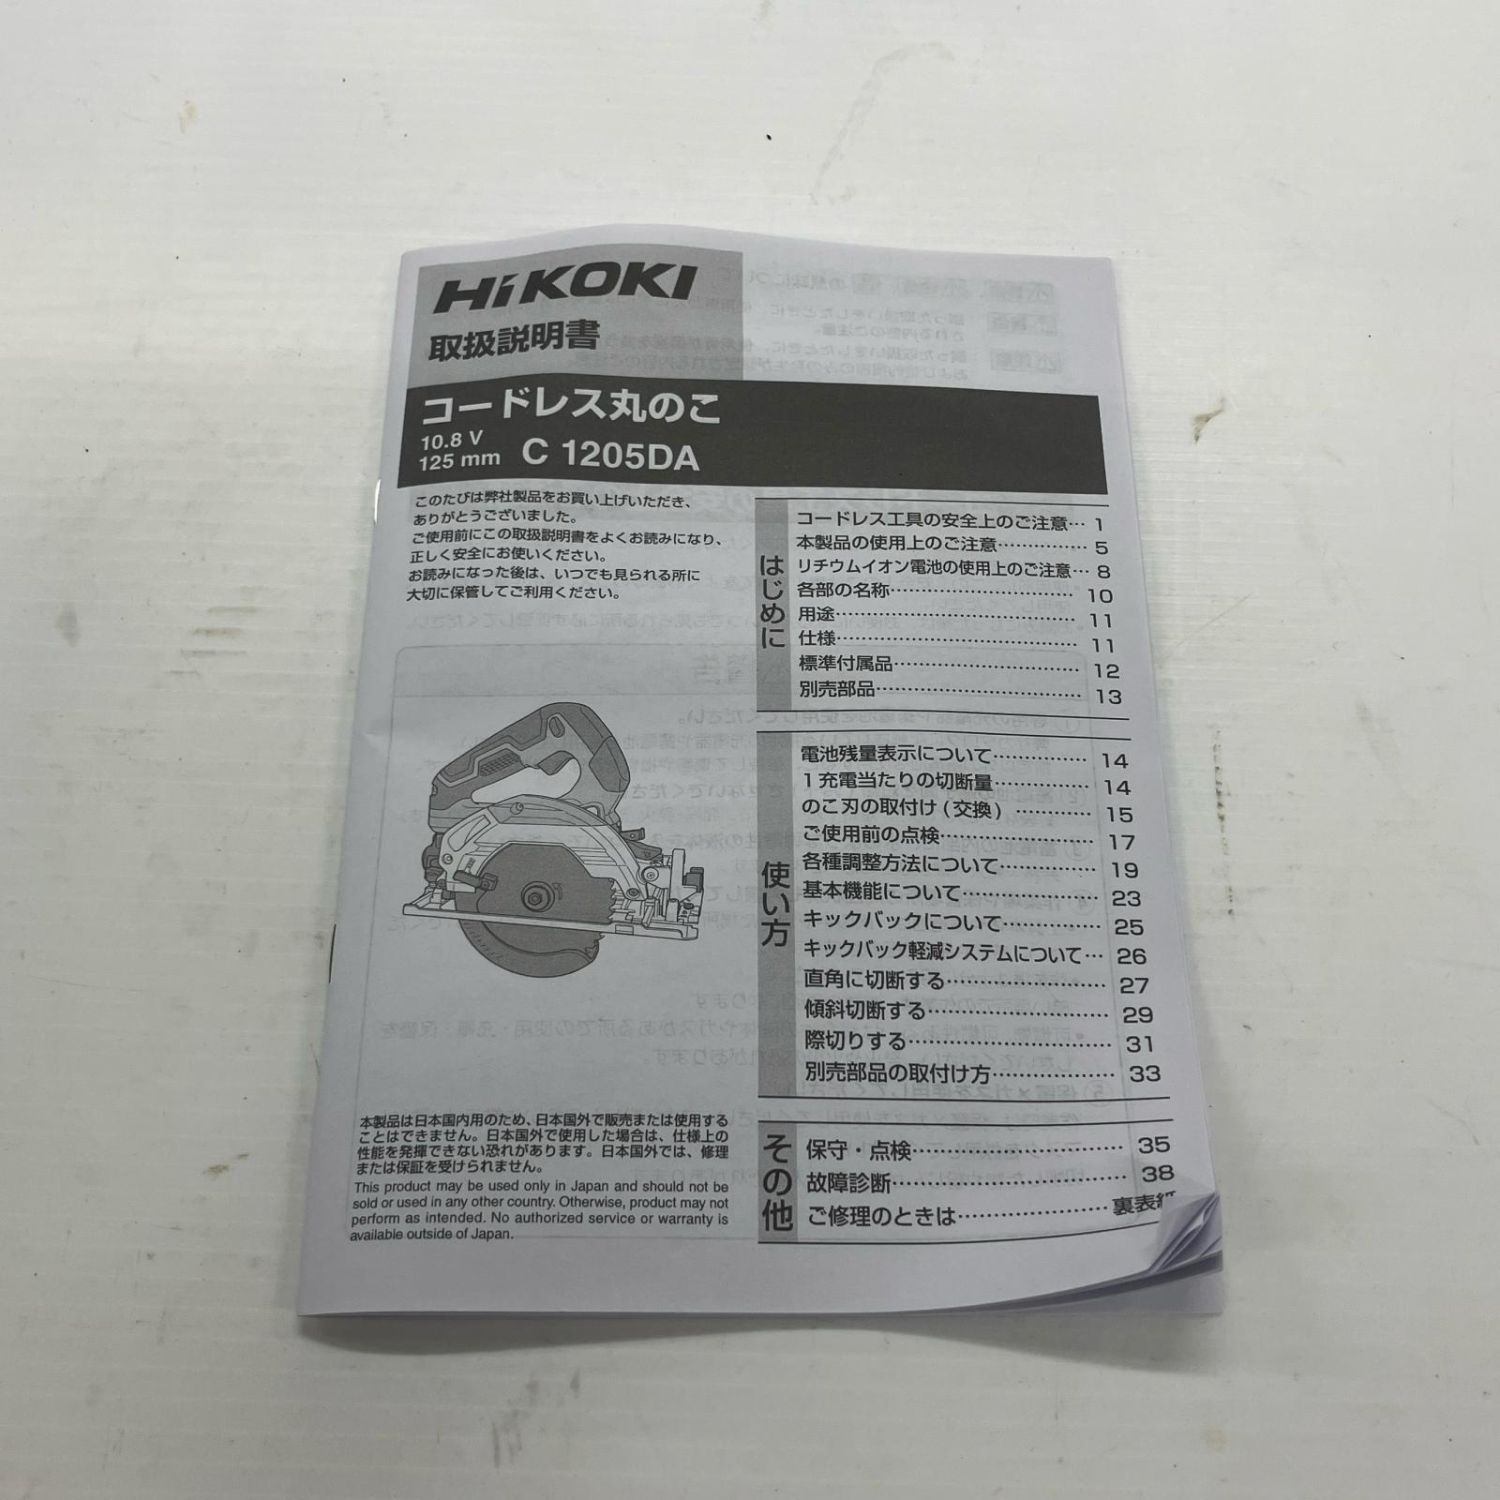 HiKOKI
取扱説明書
コードレス丸のこ
10.8 V
125 mm C 1205DA
このたびは弊社製品をお買い上げいただき、
ありがとうございました。
ご使用前にこの取扱説明書をよくお読みになり、
正しく安全にお使いください。
お読みになった後は、いつでも見られる所に
大切に保管してご利用ください。
はじめに
コードレス工具の安全上のご注意… 1
本製品の使用上のご注意…………… 5
リチウムイオン電池の使用上のご注意… 8
各部の名称………………………… 10
用途………………………………… 11
仕様………………………………… 11
標準付属品………………………… 12
別売部品…………………………… 13
使い方
電池残量表示について…………… 14
1充電当たりの切断量…………… 14
のこ刃の取付け（交換）………… 15
ご使用前の点検…………………… 17
各種調整方法について…………… 19
基本機能について………………… 23
キックバックについて…………… 25
キックバック軽減システムについて… 26
直角に切断する…………………… 27
傾斜切断する……………………… 29
際切りする………………………… 31
別売部品の取付け方……………… 33
その他
保守・点検………………………… 35
故障診断…………………………… 38
ご修理のときは………………… 裏表紙
本製品は日本国内用のため、日本国外で販売または使用する
ことはできません。日本国外で使用した場合は、仕様上の
性能を発揮できない恐れがあります。日本国外では、修理
または保証を受けられません。
This product may be used only in Japan and should not be
sold or used in any other country. Otherwise, product may not
perform as intended. No authorized service or warranty is
available outside of Japan.